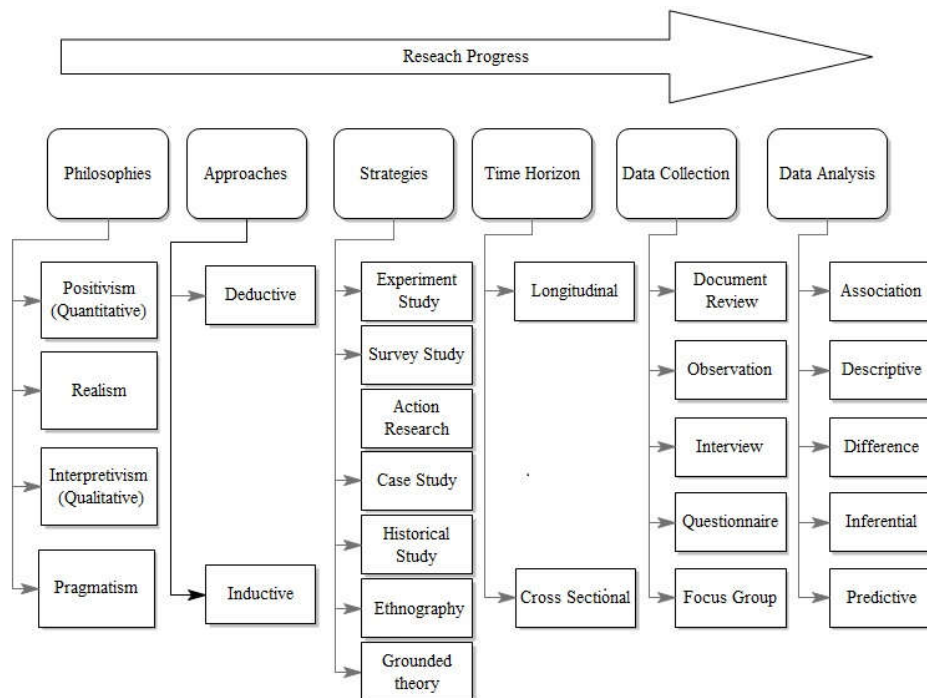 Reseach Progress
Philosophies
Approaches
Strategies
Time Horizon
Data Collection
Data Analysis
Positivism
(Quantitative)
Realism
Interpretivism
(Qualitative)
Pragmatism
Deductive
Inductive
Experiment
Study
Survey Study
Action
Research
Case Study
Historical
Study
Ethnography
Grounded
theory
Longitudinal
Cross Sectional
Document
Review
Observation
Interview
Questionnaire
Focus Group
Association
Descriptive
Difference
Inferential
Predictive